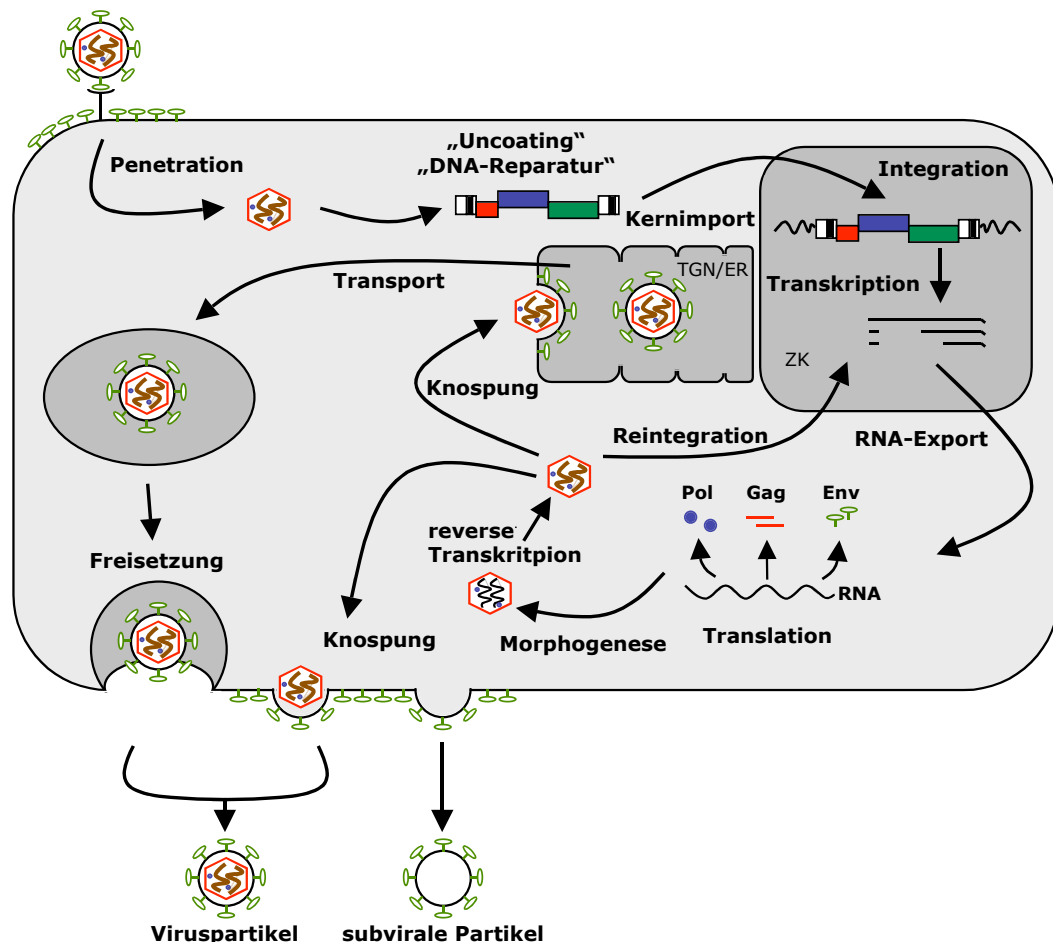 „Uncoating“
„DNA-Reparatur“
Penetration
Integration
Kernimport
TGN/ER
Transport
Transkription
ZK
Knospung
Reintegration
RNA-Export
Pol
Gag
Env
reverse
Transkritpion
Freisetzung
RNA
Knospung
Morphogenese
Translation
Viruspartikel
subvirale Partikel